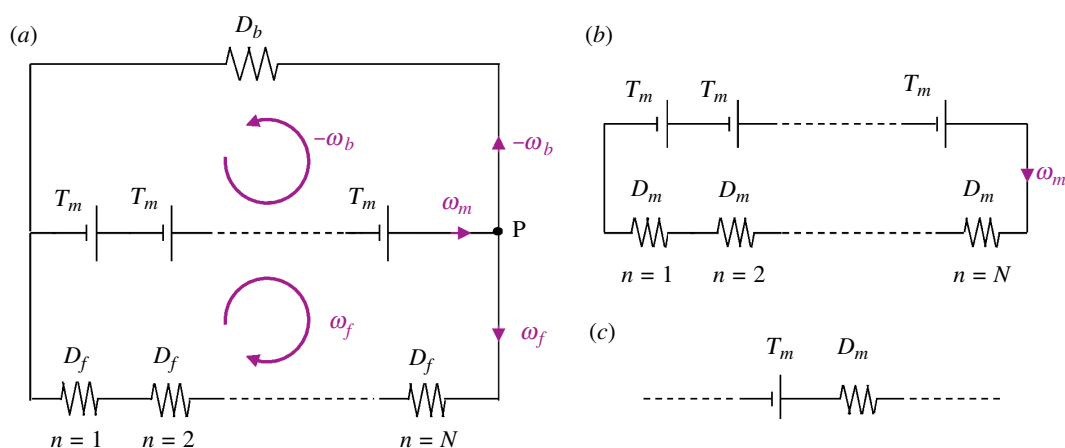 (a)
D_b
–ω_b
–ω_b
T_m T_m T_m ω_m
P
ω_f
ω_f
D_f D_f D_f
n = 1 n = 2 n = N
(b)
T_m T_m T_m
ω_m
D_m D_m D_m
n = 1 n = 2 n = N
(c)
T_m D_m